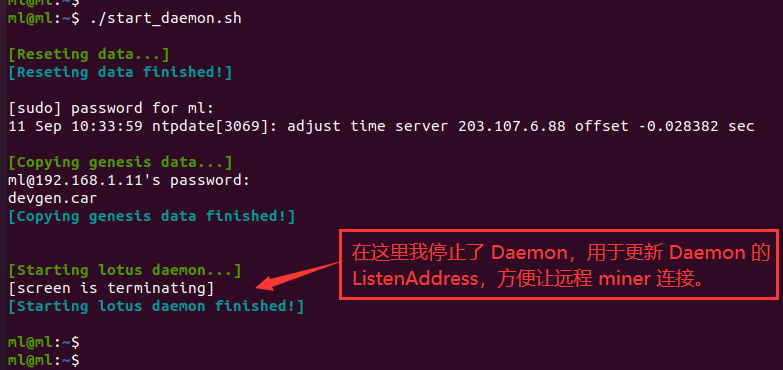 ml@ml:~$
ml@ml:~$ ./start_daemon.sh
[Reseting data...]
[Reseting data finished!]
[sudo] password for ml:
11 Sep 10:33:59 ntpdate[3069]: adjust time server 203.107.6.88 offset -0.028382 sec
[Copying genesis data...]
ml@192.168.1.11's password:
devgen.car
[Copying genesis data finished!]
在这里我停止了 Daemon，用于更新 Daemon 的
ListenAddress，方便让远程 miner 连接。
[Starting lotus daemon...]
[screen is terminating]
[Starting lotus daemon finished!]
ml@ml:~$
ml@ml:~$